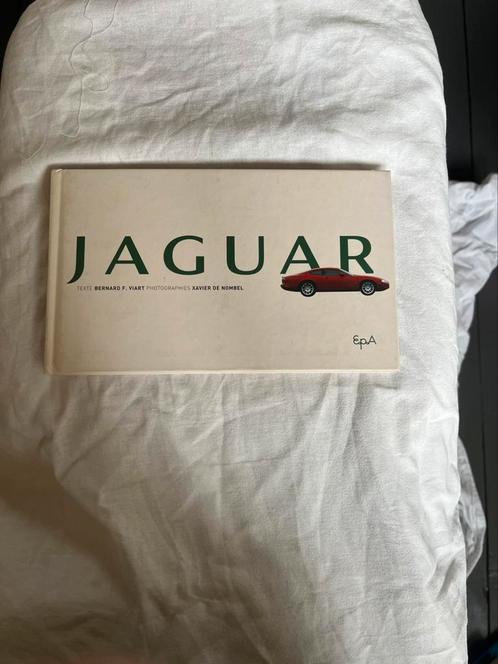 JAGUAR
TEXTE BERNARD F. VIART PHOTOGRAPHIES XAVIER DE NOMBEL
EpA